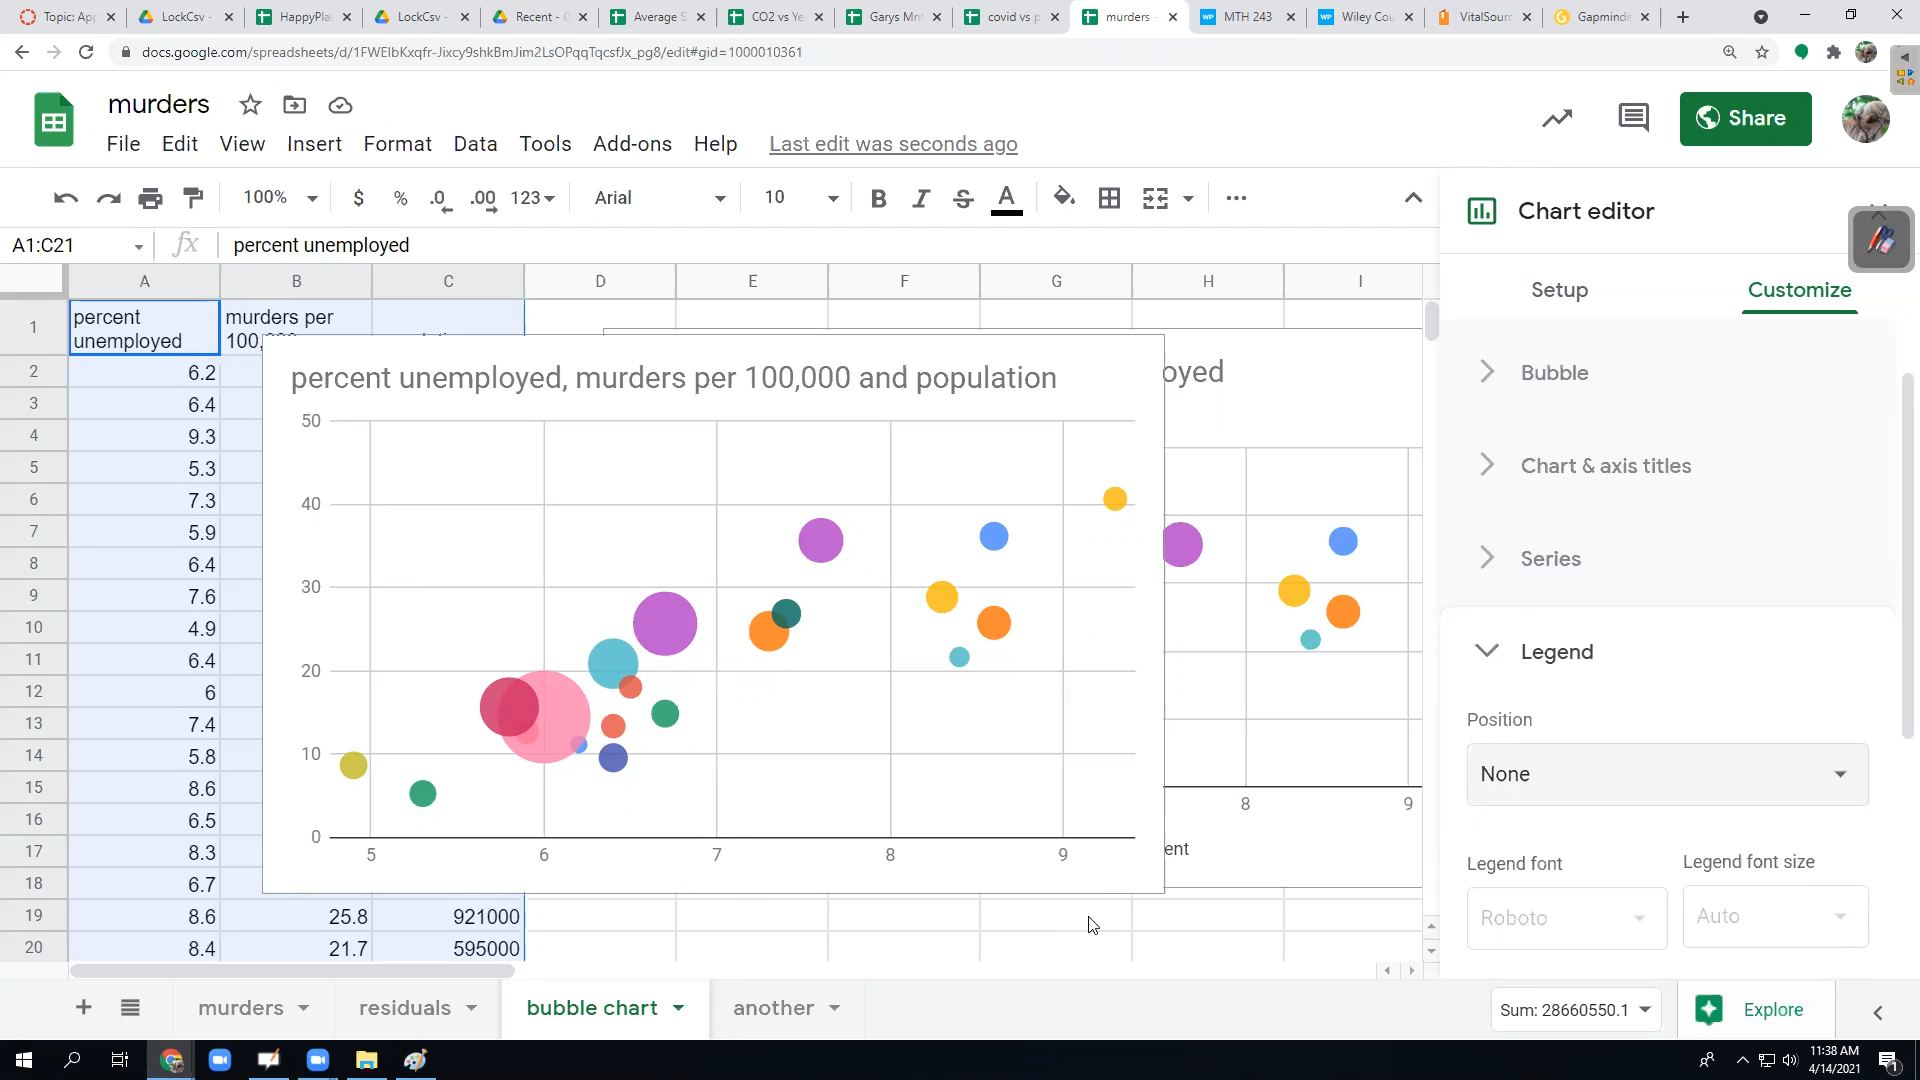 Topic: App
LockCsv -
HappyPla
LockCsv -
Recent - G
Average S
CO2 vs Ye
Garys Mnt
covid vs p
murders -
MTH 243
Wiley Cou
VitalSourc
Gapminde
docs.google.com/spreadsheets/d/1FWEIbKxqfr-Jixcy9shkBmJim2LsOPqqTqcsfJx_pg8/edit#gid=1000010361
murders
Share
File Edit View Insert Format Data Tools Add-ons Help Last edit was seconds ago
100% $ % .0 .00 123 Arial 10 B I S A
Chart editor
A1:C21 fx percent unemployed
Setup Customize
A B C D E F G H I
1 percent unemployed murders per
2 6.2
3 6.4
4 9.3
5 5.3
6 7.3
7 5.9
8 6.4
9 7.6
10 4.9
11 6.4
12 6
13 7.4
14 5.8
15 8.6
16 6.5
17 8.3
18 6.7
19 8.6 25.8 921000
20 8.4 21.7 595000
percent unemployed, murders per 100,000 and population
50
40
30
20
10
0
5 6 7 8 9
oyed
8 9
ent
Bubble
Chart & axis titles
Series
Legend
Position
None
Legend font Legend font size
Roboto Auto
murders residuals bubble chart another
Sum: 28660550.1 Explore
11:38 AM
4/14/2021
1